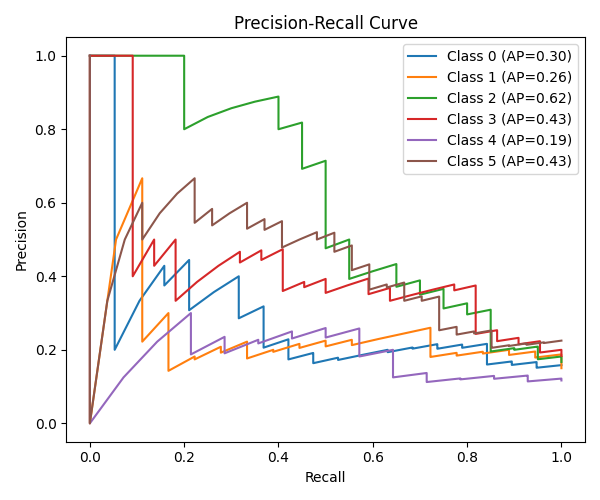 Precision-Recall Curve
Class 0 (AP=0.30)
Class 1 (AP=0.26)
Class 2 (AP=0.62)
Class 3 (AP=0.43)
Class 4 (AP=0.19)
Class 5 (AP=0.43)
Precision
1.0
0.8
0.6
0.4
0.2
0.0
0.0 0.2 0.4 0.6 0.8 1.0
Recall